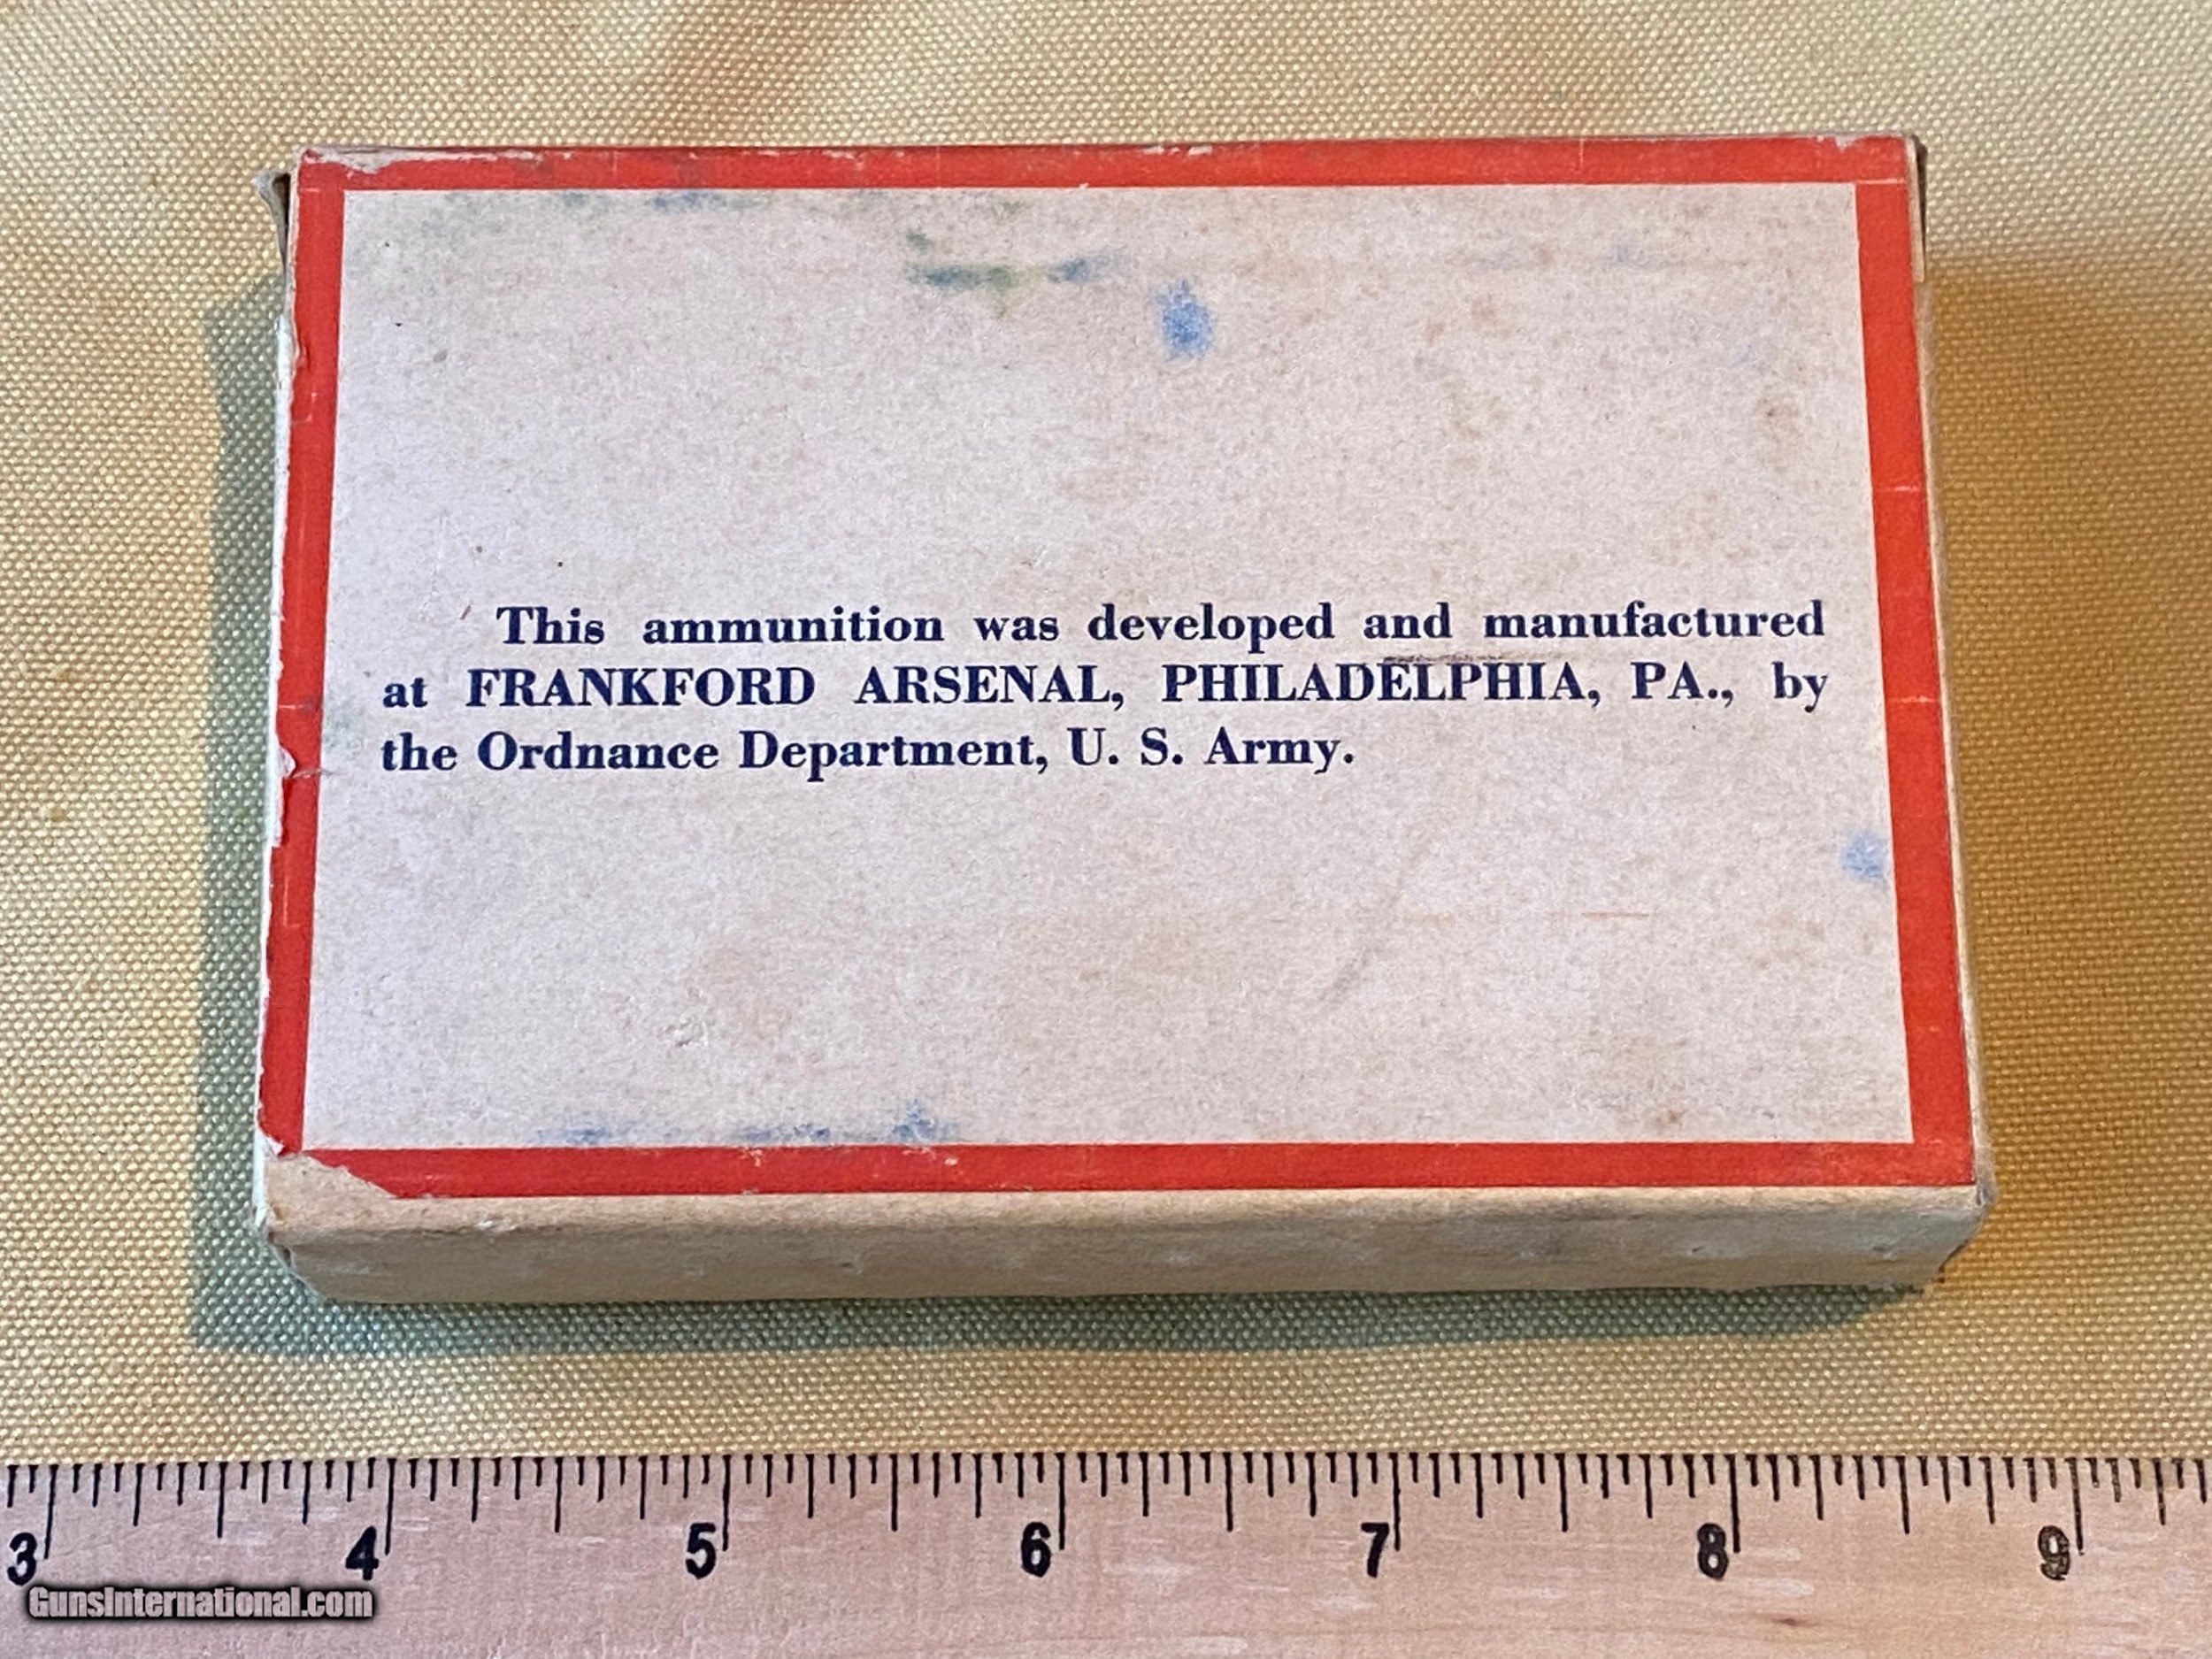 This ammunition was developed and manufactured
at FRANKFORD ARSENAL, PHILADELPHIA, PA., by
the Ordnance Department, U. S. Army.
3 4 5 6 7 8 9
GunsInternational.com